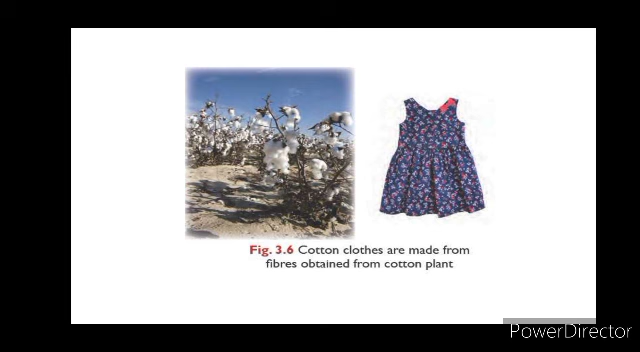 Fig. 3.6 Cotton clothes are made from
fibres obtained from cotton plant
PowerDirector